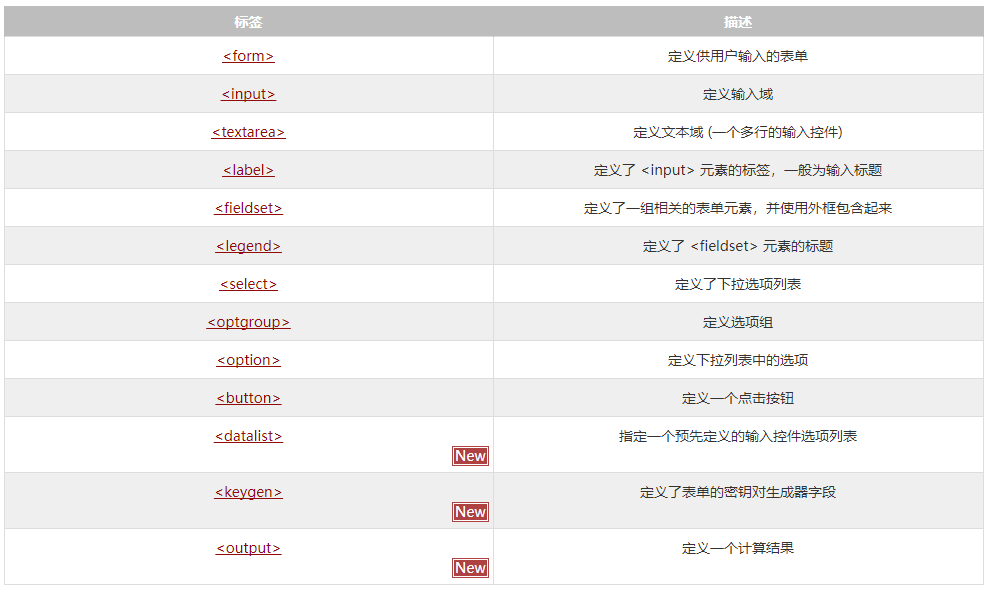 标签 描述
<form> 定义供用户输入的表单
<input> 定义输入域
<textarea> 定义文本域 (一个多行的输入控件)
<label> 定义了 <input> 元素的标签，一般为输入标题
<fieldset> 定义了一组相关的表单元素，并使用外框包含起来
<legend> 定义了 <fieldset> 元素的标题
<select> 定义了下拉选项列表
<optgroup> 定义选项组
<option> 定义下拉列表中的选项
<button> 定义一个点击按钮
<datalist> 指定一个预先定义的输入控件选项列表
New
<keygen> 定义了表单的密钥对生成器字段
New
<output> 定义一个计算结果
New